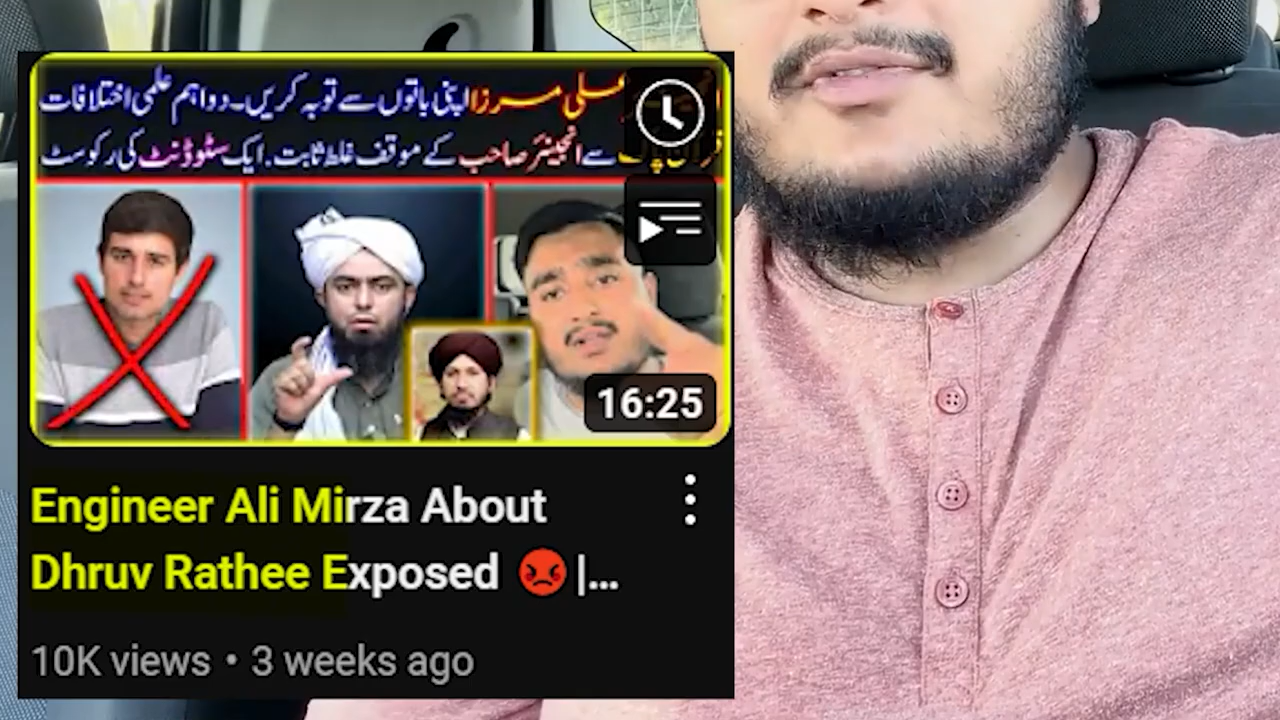 علی مرزا اپنی باتوں سے توبہ کریں۔ دو اہم علمی اختلافات
سے انجینئر صاحب کے موقف غلط ثابت۔ ایک سٹوڈنٹ کی رکوسٹ
16:25
Engineer Ali Mirza About
Dhruv Rathee Exposed 😡 |...
10K views • 3 weeks ago